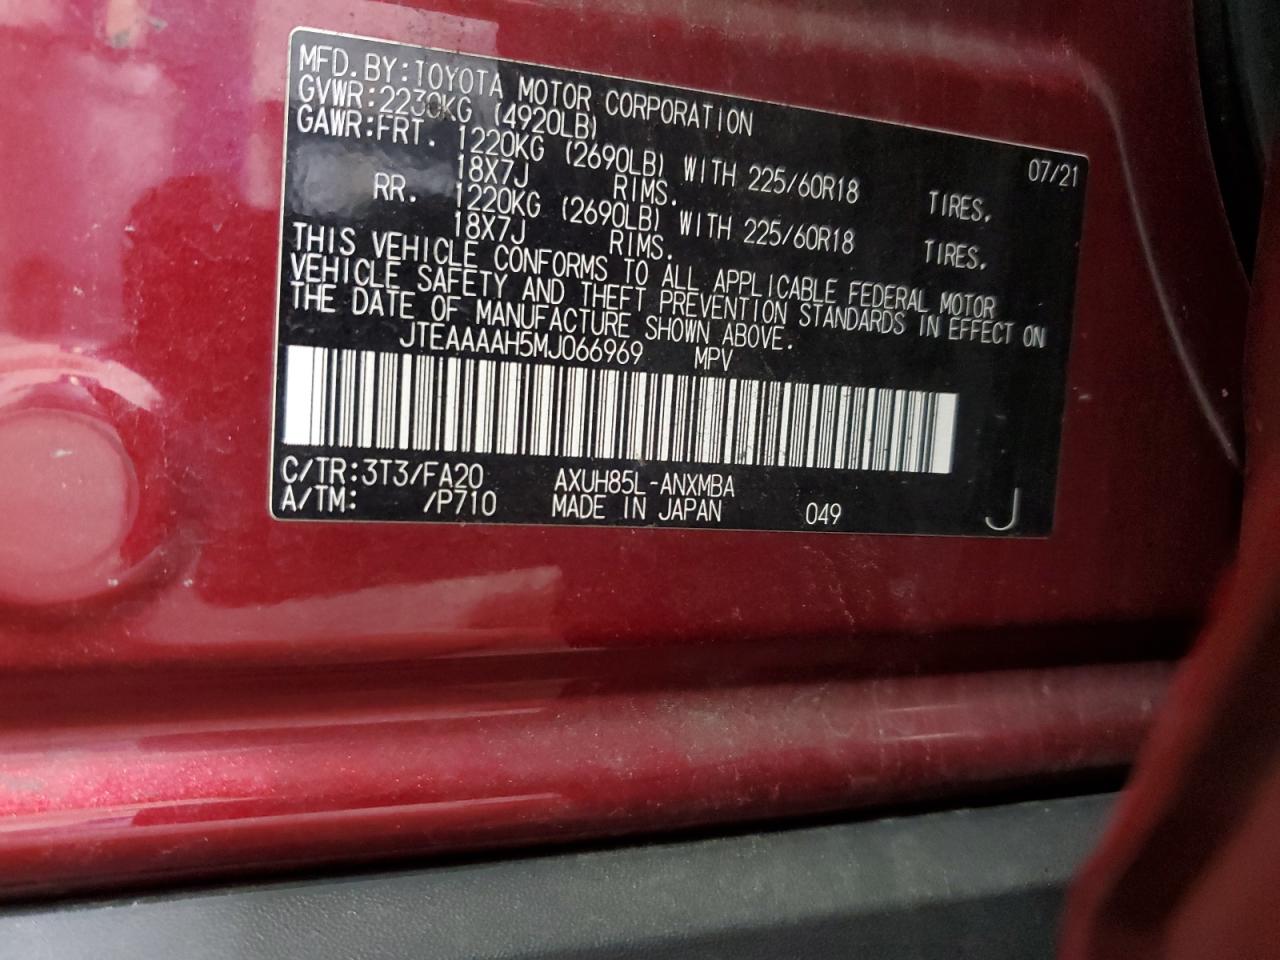 MFD.BY:TOYOTA MOTOR CORPORATION 07/21
GVWR:2230KG (4920LB)
GAWR:FRT. 1220KG (2690LB) WITH 225/60R18 TIRES.
18X7J RIMS.
RR. 1220KG (2690LB) WITH 225/60R18 TIRES.
18X7J RIMS.
THIS VEHICLE CONFORMS TO ALL APPLICABLE FEDERAL MOTOR
VEHICLE SAFETY AND THEFT PREVENTION STANDARDS IN EFFECT ON
THE DATE OF MANUFACTURE SHOWN ABOVE.
JTEAAAAH5MJ066969 MPV
C/TR:3T3/FA20 AXUH85L-ANXMBA
A/TM: /P710 MADE IN JAPAN 049 J